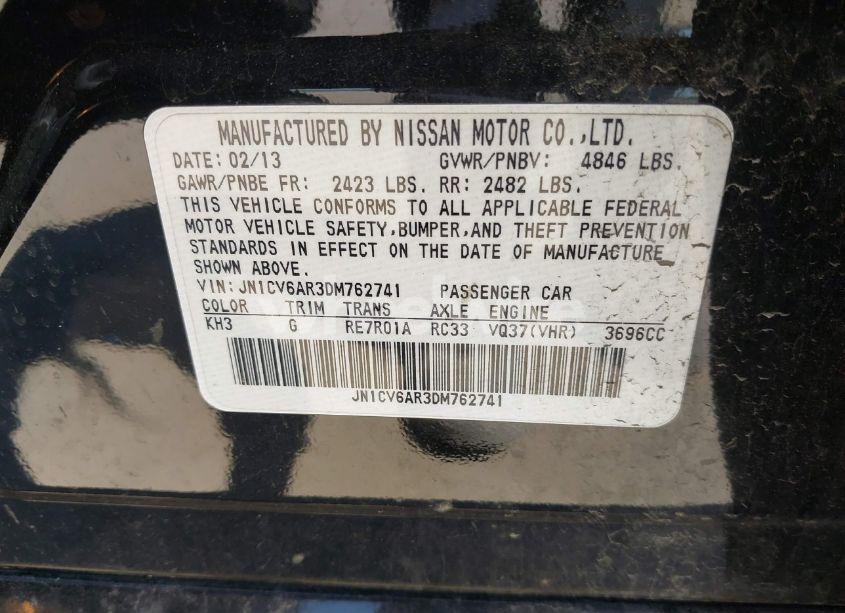 MANUFACTURED BY NISSAN MOTOR CO.,LTD.
DATE: 02/13 GVWR/PNBV: 4846 LBS.
GAWR/PNBE FR: 2423 LBS. RR: 2482 LBS.
THIS VEHICLE CONFORMS TO ALL APPLICABLE FEDERAL
MOTOR VEHICLE SAFETY,BUMPER,AND THEFT PREVENTION
STANDARDS IN EFFECT ON THE DATE OF MANUFACTURE
SHOWN ABOVE.
VIN:JN1CV6AR3DM762741 PASSENGER CAR
COLOR TRIM TRANS AXLE ENGINE
KH3 G RE7R01A RC33 VQ37(VHR) 3696CC
JN1CV6AR3DM762741